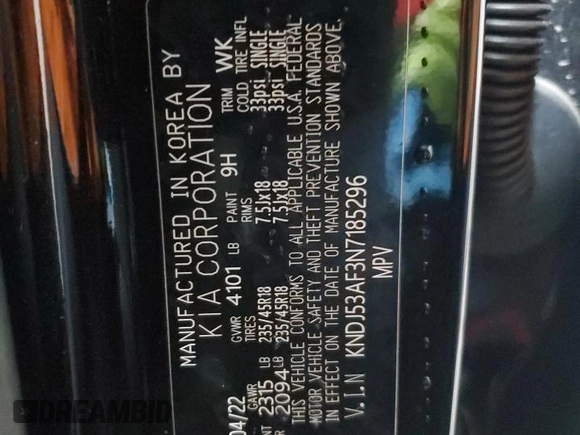 MANUFACTURED IN KOREA BY
KIA CORPORATION
04/22 GVWR 4101 LB PAINT 9H TRIM WK
GAWR TIRES RIMS COLD TIRE INFL
NT 2315 LB 235/45R18 7.5Jx18 33psi SINGLE
R 2094 LB 235/45R18 7.5Jx18 33psi SINGLE
THIS VEHICLE CONFORMS TO ALL APPLICABLE U.S.A. FEDERAL
MOTOR VEHICLE SAFETY AND THEFT PREVENTION STANDARDS
IN EFFECT ON THE DATE OF MANUFACTURE SHOWN ABOVE.
V.I.N KNDJ53AF3N7185296
MPV
DREAMBID